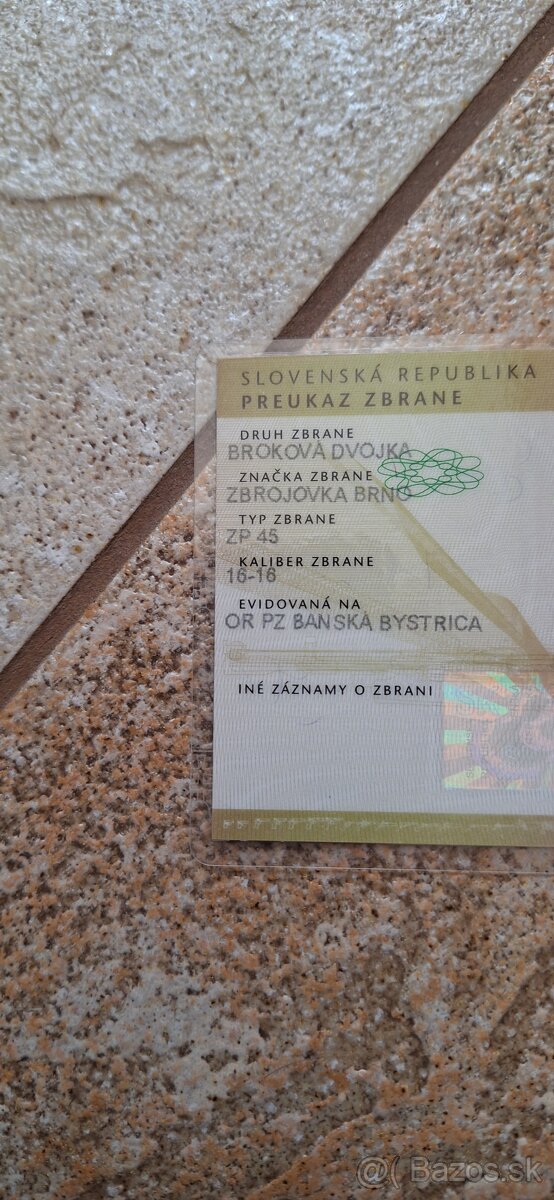 SLOVENSKÁ REPUBLIKA
PREUKAZ ZBRANE
DRUH ZBRANE
BROKOVÁ DVOJKA
ZNAČKA ZBRANE
ZBROJOVKA BRNO
TYP ZBRANE
ZP 45
KALIBER ZBRANE
16-16
EVIDOVANÁ NA
OR PZ BANSKÁ BYSTRICA
INÉ ZÁZNAMY O ZBRANI
@( Bazos.sk